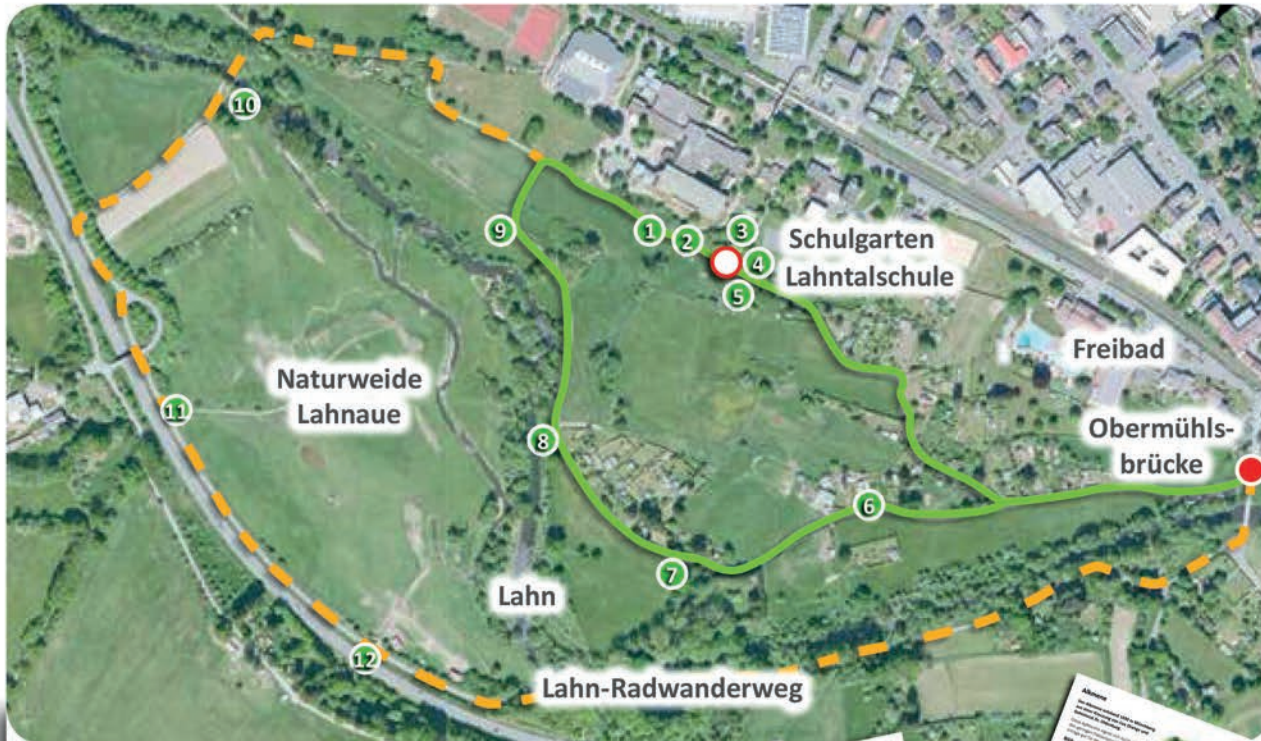 10
9
1
2
3
4
5
Schulgarten
Lahntalschule
Freibad
Naturweide
Lahnaue
11
8
Obermühls-
brücke
6
7
Lahn
12
Lahn-Radwanderweg